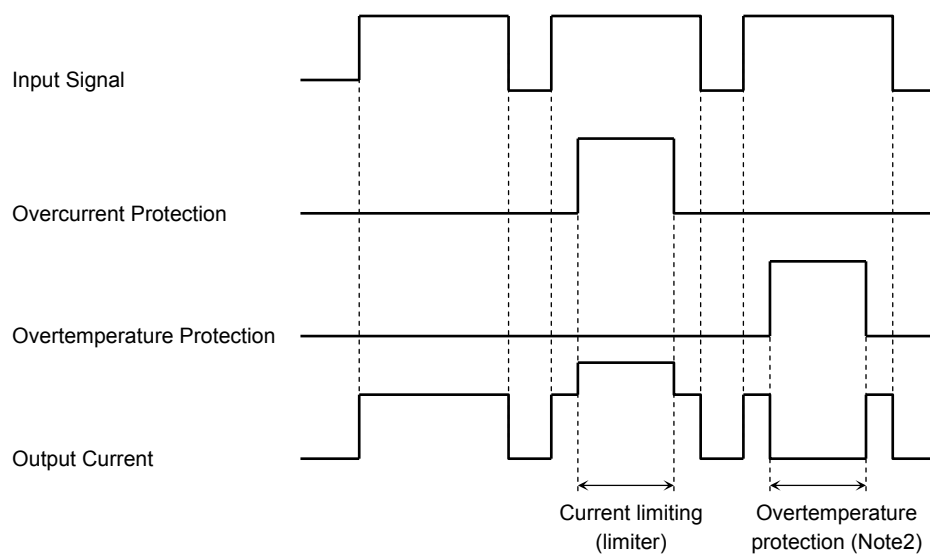 Input Signal
Overcurrent Protection
Overtemperature Protection
Output Current
Current limiting
(limiter)
Overtemperature
protection (Note2)